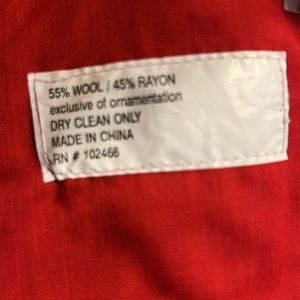 55% WOOL / 45% RAYON
exclusive of ornamentation
DRY CLEAN ONLY
MADE IN CHINA
RN # 102466